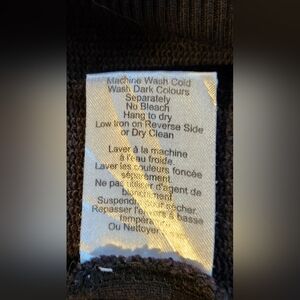 Machine Wash Cold
Wash Dark Colours
Separately
No Bleach
Hang to dry
Low Iron on Reverse Side
or Dry Clean
Laver à la machine
à l'eau froide.
Laver les couleurs foncée
séparément.
Ne pas utiliser d'agent de
blanchiment
Suspendre pour sécher.
Repasser l'envers à basse
température
Ou Nettoyer